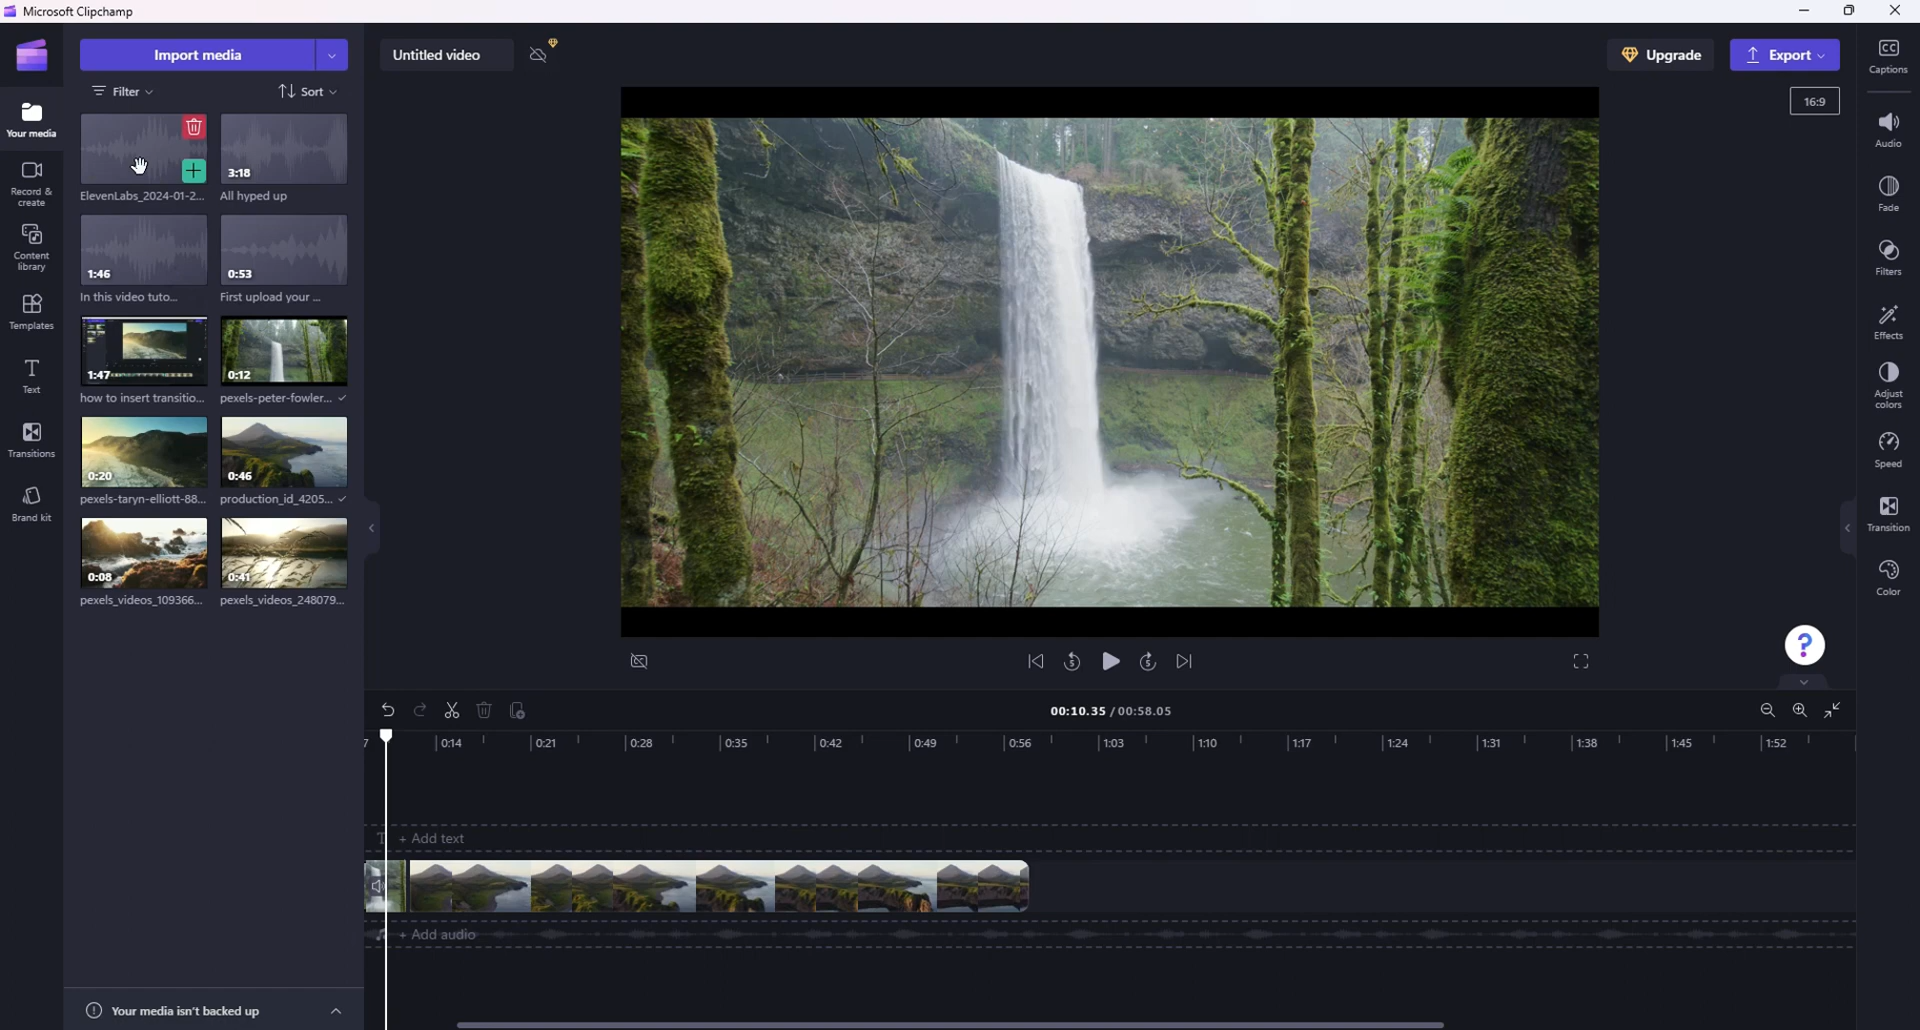 Microsoft Clipchamp
Import media
Filter
Sort
Untitled video
Upgrade
Export
16:9
CC
Captions
Your media
Record &
create
Content
library
Templates
Text
Transitions
Brand kit
ElevenLabs_2024-01-2...
3:18
All hyped up
1:46
In this video tuto...
0:53
First upload your ...
1:47
how to insert transitio...
0:12
pexels-peter-fowler...
0:20
pexels-taryn-elliott-88...
0:46
production_id_4205...
0:08
pexels_videos_109366...
0:41
pexels_videos_248079...
Audio
Fade
Filters
Effects
Adjust
colors
Speed
Transition
Color
5
5
?
00:10.35 / 00:58.05
7 0:14 0:21 0:28 0:35 0:42 0:49 0:56 1:03 1:10 1:17 1:24 1:31 1:38 1:45 1:52
T + Add text
+ Add audio
Your media isn't backed up